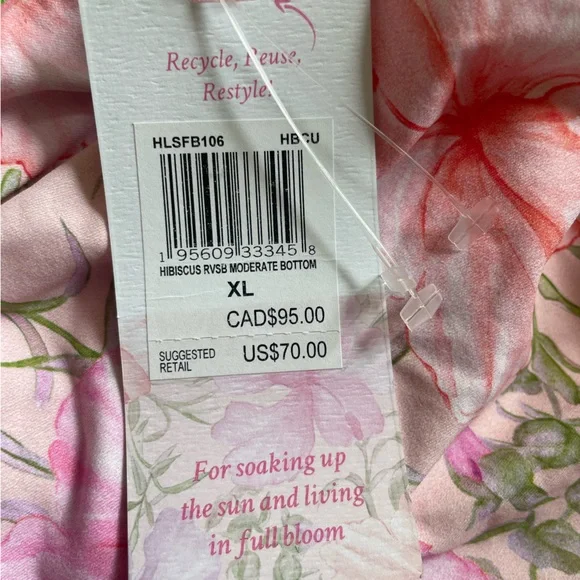 Recycle, Reuse,
Restyle!
HLSFB106 HBCU
1 95609 33345 8
HIBISCUS RVSB MODERATE BOTTOM
XL
CAD$95.00
SUGGESTED
RETAIL US$70.00
For soaking up
the sun and living
in full bloom